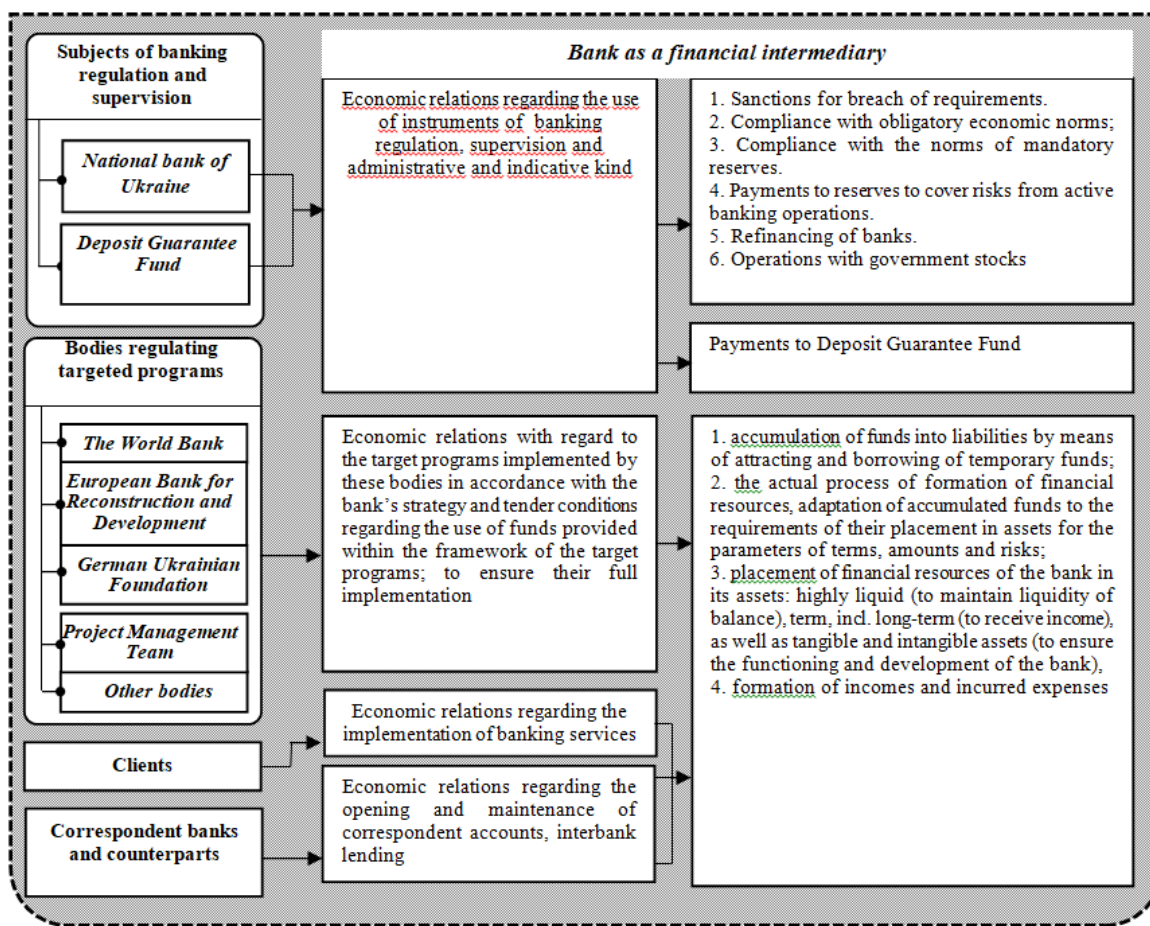 Subjects of banking
regulation and
supervision
National bank of
Ukraine
Deposit Guarantee
Fund
Bank as a financial intermediary
Economic relations regarding the use
of instruments of banking
regulation, supervision and
administrative and indicative kind
1. Sanctions for breach of requirements.
2. Compliance with obligatory economic norms;
3. Compliance with the norms of mandatory
reserves.
4. Payments to reserves to cover risks from active
banking operations.
5. Refinancing of banks.
6. Operations with government stocks
Payments to Deposit Guarantee Fund
Bodies regulating
targeted programs
The World Bank
European Bank for
Reconstruction and
Development
German Ukrainian
Foundation
Project Management
Team
Other bodies
Economic relations with regard to
the target programs implemented by
these bodies in accordance with the
bank’s strategy and tender conditions
regarding the use of funds provided
within the framework of the target
programs; to ensure their full
implementation
1. accumulation of funds into liabilities by means
of attracting and borrowing of temporary funds;
2. the actual process of formation of financial
resources, adaptation of accumulated funds to the
requirements of their placement in assets for the
parameters of terms, amounts and risks;
3. placement of financial resources of the bank in
its assets: highly liquid (to maintain liquidity of
balance), term, incl. long-term (to receive income),
as well as tangible and intangible assets (to ensure
the functioning and development of the bank),
4. formation of incomes and incurred expenses
Clients
Economic relations regarding the
implementation of banking services
Correspondent banks
and counterparts
Economic relations regarding the
opening and maintenance of
correspondent accounts, interbank
lending